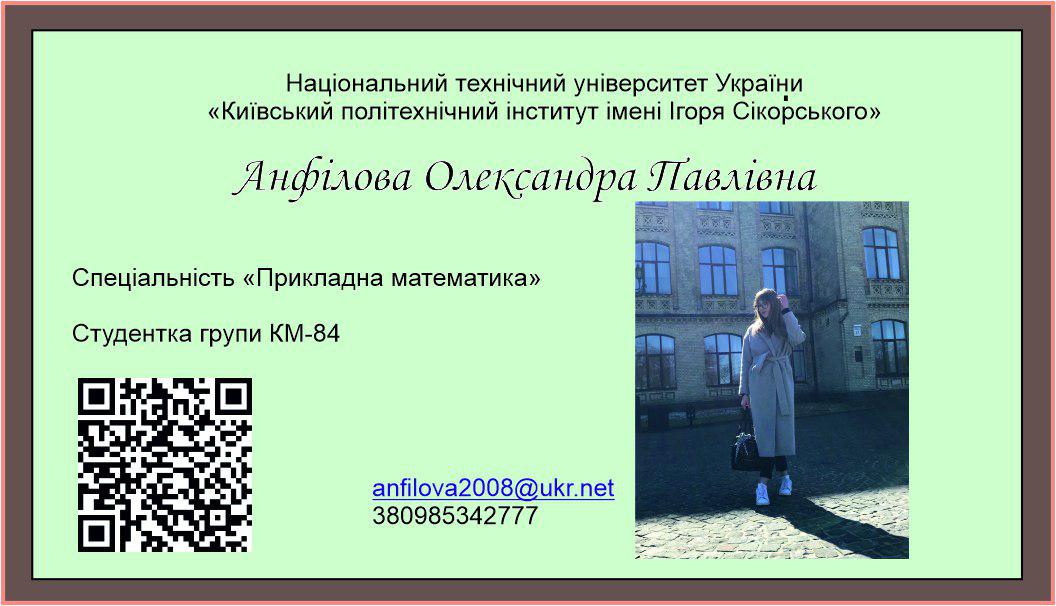 Національний технічний університет України
«Київський політехнічний інститут імені Ігоря Сікорського»
Анфілова Олександра Павлівна
Спеціальність «Прикладна математика»
Студентка групи КМ-84
anfilova2008@ukr.net
380985342777